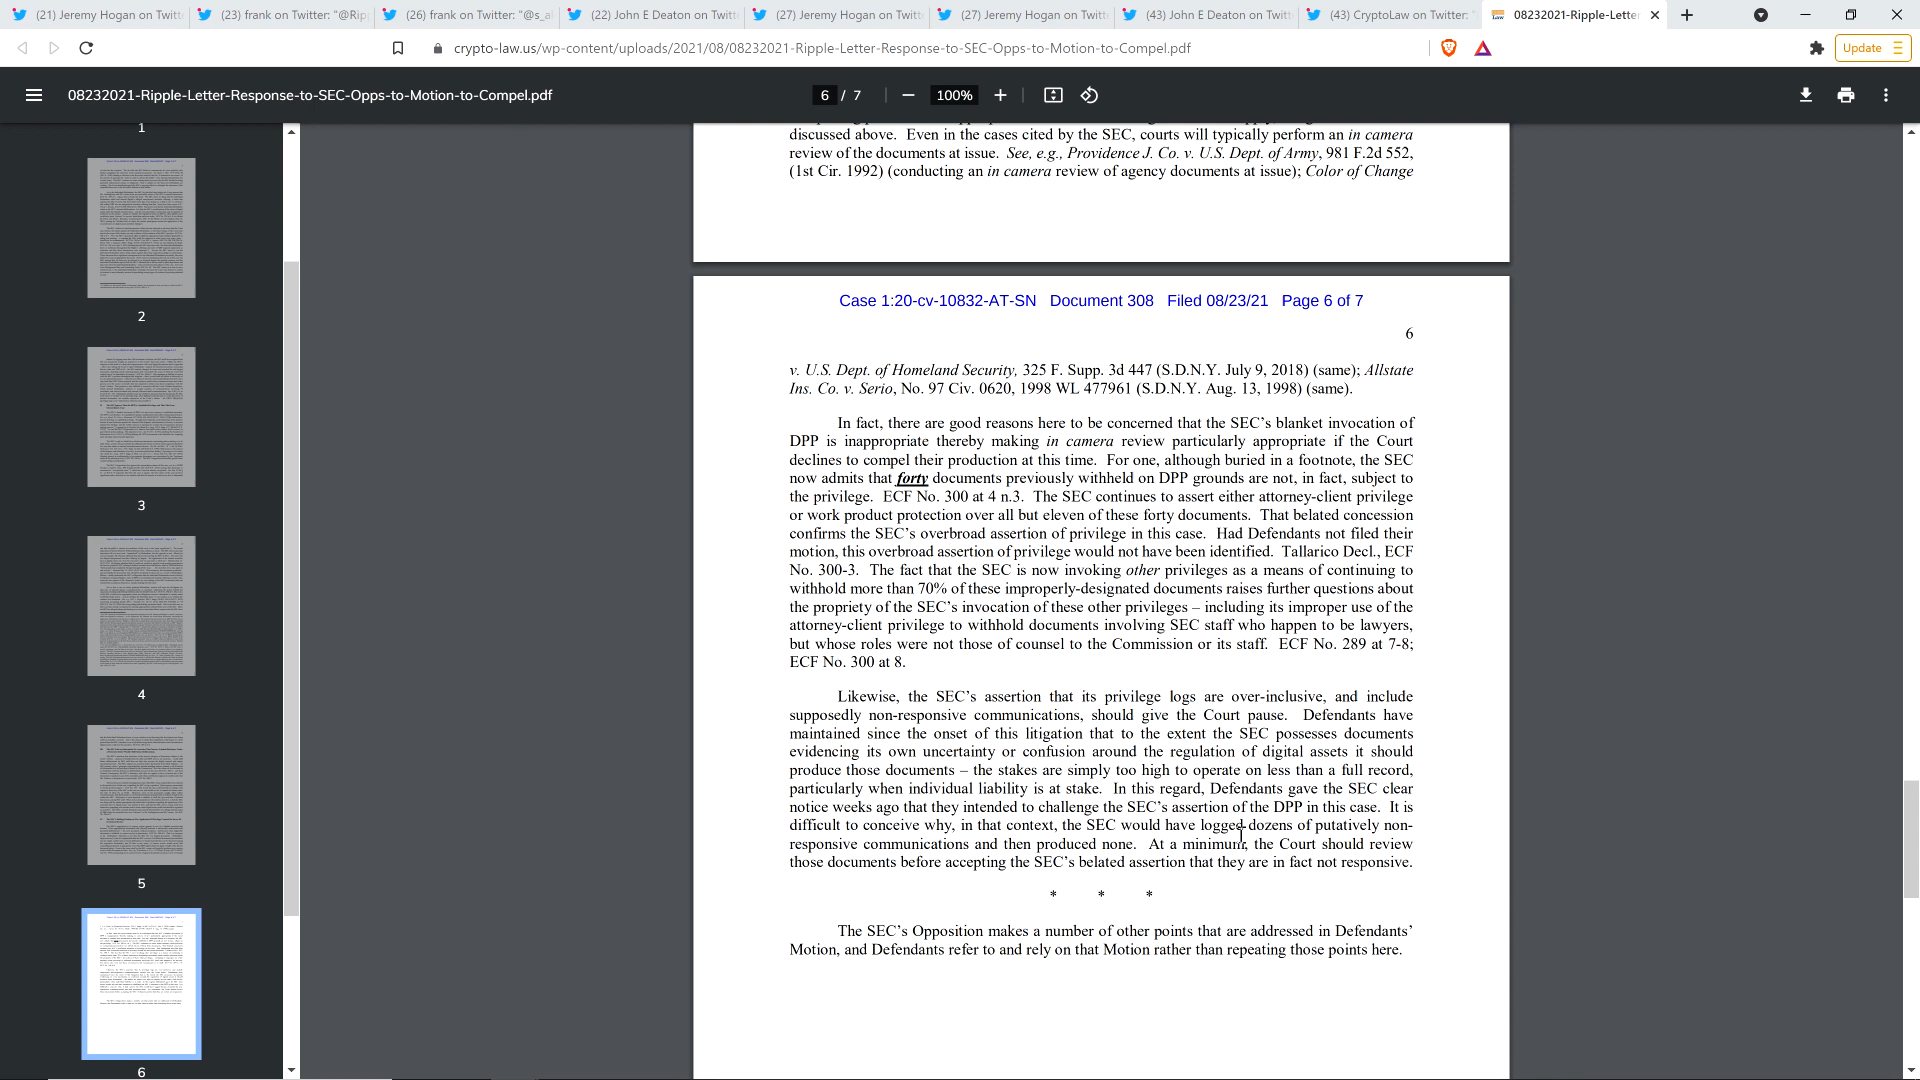 (21) Jeremy Hogan on Twitt
(23) frank on Twitter: "@Rip
(26) frank on Twitter: "@s_a
(22) John E Deaton on Twitt
(27) Jeremy Hogan on Twitt
(27) Jeremy Hogan on Twitt
(43) John E Deaton on Twitt
(43) CryptoLaw on Twitter:
08232021-Ripple-Letter
crypto-law.us/wp-content/uploads/2021/08/08232021-Ripple-Letter-Response-to-SEC-Opps-to-Motion-to-Compel.pdf
Update
08232021-Ripple-Letter-Response-to-SEC-Opps-to-Motion-to-Compel.pdf
6 / 7
100%
1
2
3
4
5
6
discussed above. Even in the cases cited by the SEC, courts will typically perform an in camera
review of the documents at issue. See, e.g., Providence J. Co. v. U.S. Dept. of Army, 981 F.2d 552,
(1st Cir. 1992) (conducting an in camera review of agency documents at issue); Color of Change
Case 1:20-cv-10832-AT-SN Document 308 Filed 08/23/21 Page 6 of 7
6
v. U.S. Dept. of Homeland Security, 325 F. Supp. 3d 447 (S.D.N.Y. July 9, 2018) (same); Allstate
Ins. Co. v. Serio, No. 97 Civ. 0620, 1998 WL 477961 (S.D.N.Y. Aug. 13, 1998) (same).
In fact, there are good reasons here to be concerned that the SEC's blanket invocation of
DPP is inappropriate thereby making in camera review particularly appropriate if the Court
declines to compel their production at this time. For one, although buried in a footnote, the SEC
now admits that forty documents previously withheld on DPP grounds are not, in fact, subject to
the privilege. ECF No. 300 at 4 n.3. The SEC continues to assert either attorney-client privilege
or work product protection over all but eleven of these forty documents. That belated concession
confirms the SEC's overbroad assertion of privilege in this case. Had Defendants not filed their
motion, this overbroad assertion of privilege would not have been identified. Tallarico Decl., ECF
No. 300-3. The fact that the SEC is now invoking other privileges as a means of continuing to
withhold more than 70% of these improperly-designated documents raises further questions about
the propriety of the SEC's invocation of these other privileges – including its improper use of the
attorney-client privilege to withhold documents involving SEC staff who happen to be lawyers,
but whose roles were not those of counsel to the Commission or its staff. ECF No. 289 at 7-8;
ECF No. 300 at 8.
Likewise, the SEC's assertion that its privilege logs are over-inclusive, and include
supposedly non-responsive communications, should give the Court pause. Defendants have
maintained since the onset of this litigation that to the extent the SEC possesses documents
evidencing its own uncertainty or confusion around the regulation of digital assets it should
produce those documents – the stakes are simply too high to operate on less than a full record,
particularly when individual liability is at stake. In this regard, Defendants gave the SEC clear
notice weeks ago that they intended to challenge the SEC's assertion of the DPP in this case. It is
difficult to conceive why, in that context, the SEC would have logged dozens of putatively non-
responsive communications and then produced none. At a minimum, the Court should review
those documents before accepting the SEC's belated assertion that they are in fact not responsive.
* * *
The SEC's Opposition makes a number of other points that are addressed in Defendants'
Motion, and Defendants refer to and rely on that Motion rather than repeating those points here.